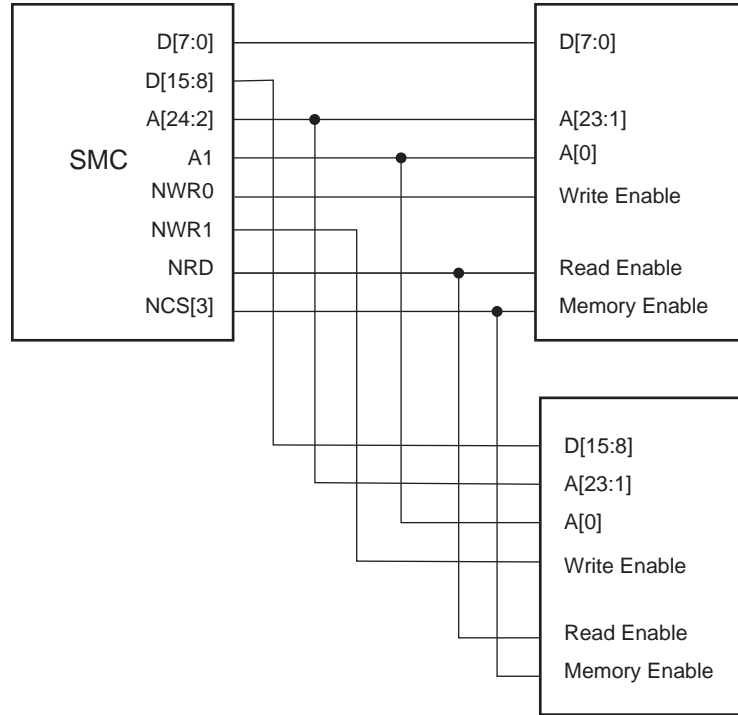 SMC
D[7:0]
D[15:8]
A[24:2]
A1
NWR0
NWR1
NRD
NCS[3]
D[7:0]
A[23:1]
A[0]
Write Enable
Read Enable
Memory Enable
D[15:8]
A[23:1]
A[0]
Write Enable
Read Enable
Memory Enable